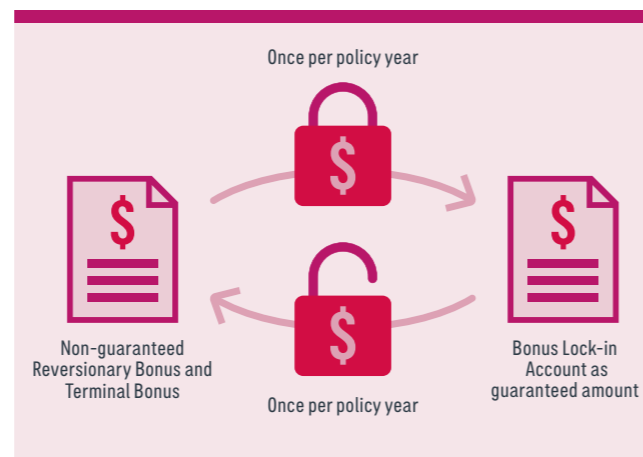 Once per policy year
$
$
$
$
Non-guaranteed
Reversionary Bonus and
Terminal Bonus
Bonus Lock-in
Account as
guaranteed amount
Once per policy year